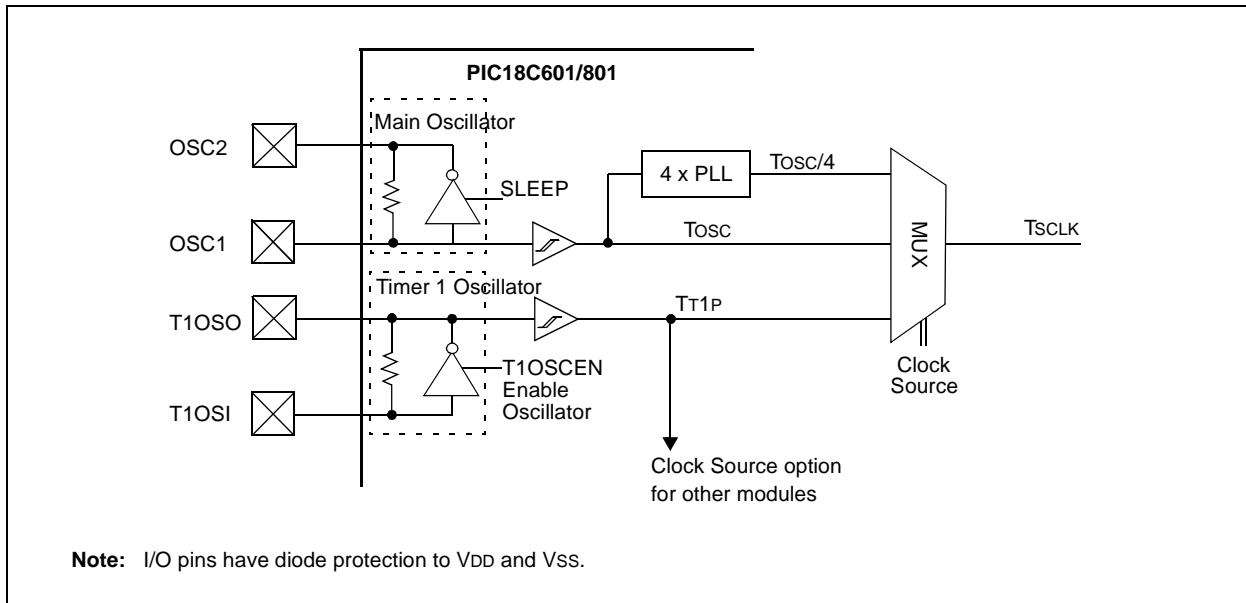 PIC18C601/801
Main Oscillator
OSC2
4 x PLL
TOSC/4
SLEEP
OSC1
TOSC
MUX
TSCLK
Timer 1 Oscillator
T1OSO
TT1P
T1OSCEN
Enable
Oscillator
Clock
Source
T1OSI
Clock Source option
for other modules
Note: I/O pins have diode protection to VDD and VSS.